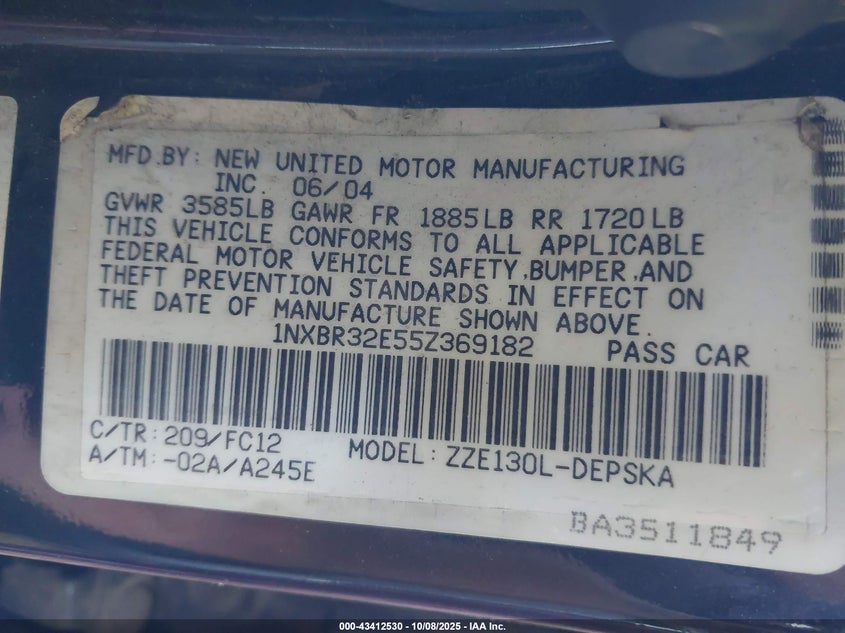 MFD.BY: NEW UNITED MOTOR MANUFACTURING
INC. 06/04
GVWR 3585LB GAWR FR 1885LB RR 1720LB
THIS VEHICLE CONFORMS TO ALL APPLICABLE
FEDERAL MOTOR VEHICLE SAFETY,BUMPER,AND
THEFT PREVENTION STANDARDS IN EFFECT ON
THE DATE OF MANUFACTURE SHOWN ABOVE.
1NXBR32E55Z369182 PASS CAR
C/TR:209/FC12 MODEL: ZZE130L-DEPSKA
A/TM:-02A/A245E
BA3511849
000-43412530 - 10/08/2025 - IAA Inc.